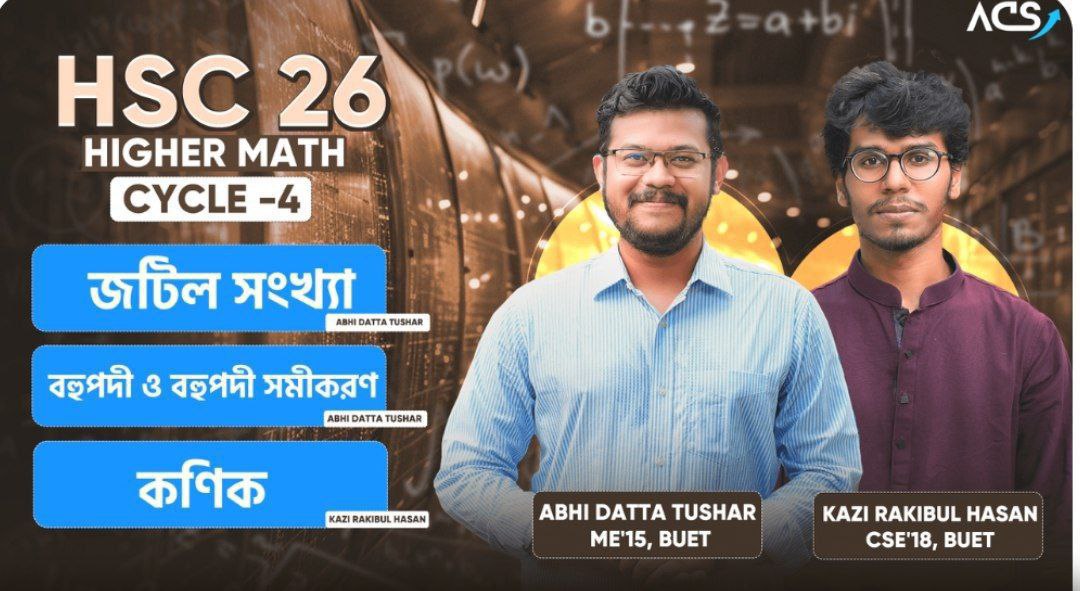 ACS
HSC 26
HIGHER MATH
CYCLE -4
জটিল সংখ্যা
ABHI DATTA TUSHAR
বহুপদী ও বহুপদী সমীকরণ
ABHI DATTA TUSHAR
কণিক
KAZI RAKIBUL HASAN
b
Z=a+bi
p(w)
ABHI DATTA TUSHAR
ME'15, BUET
KAZI RAKIBUL HASAN
CSE'18, BUET